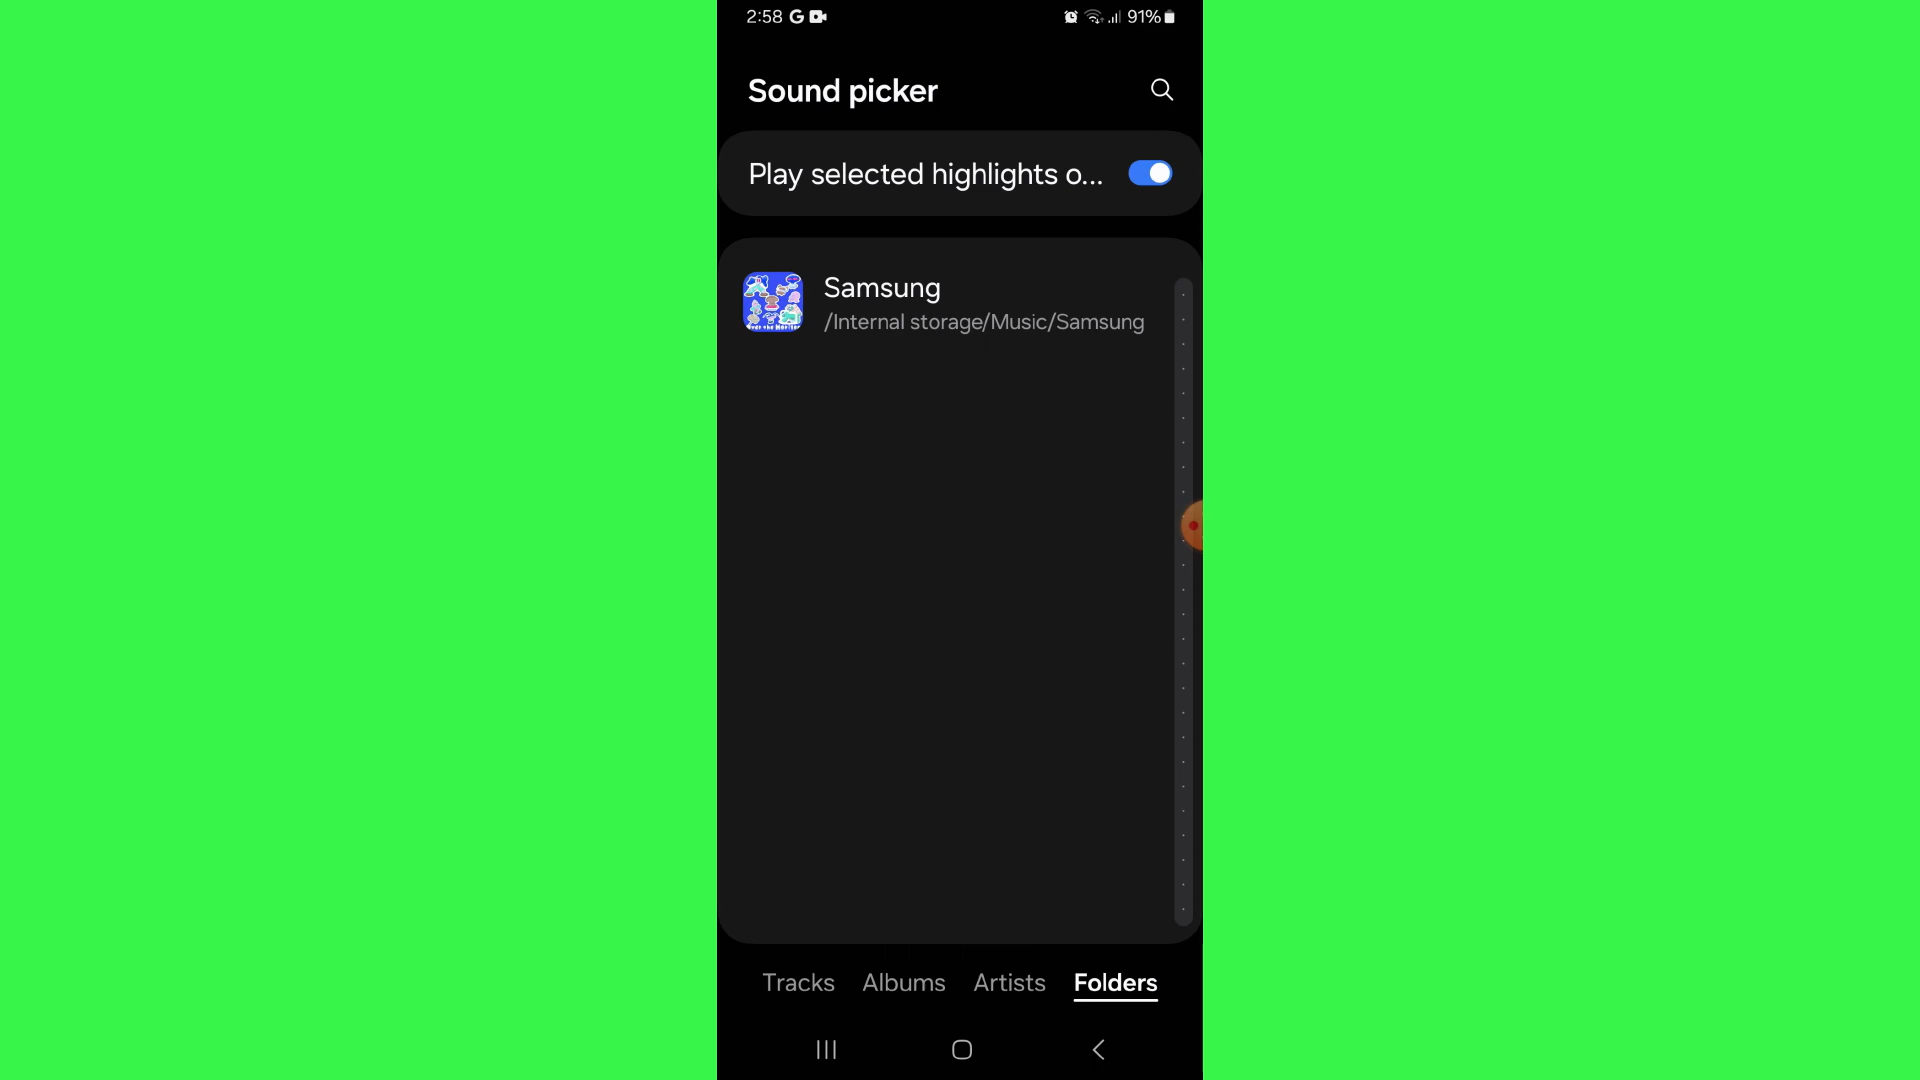 2:58 G 91%
Sound picker
Play selected highlights o...
Samsung
/Internal storage/Music/Samsung
Tracks Albums Artists Folders